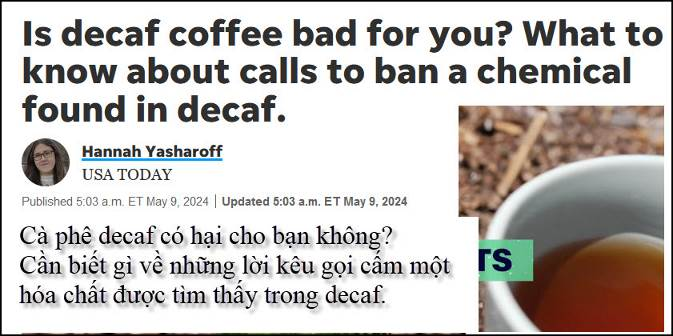 Is decaf coffee bad for you? What to
know about calls to ban a chemical
found in decaf.
Hannah Yasharoff
USA TODAY
Published 5:03 a.m. ET May 9, 2024 | Updated 5:03 a.m. ET May 9, 2024
Cà phê decaf có hại cho bạn không?
Cần biết gì về những lời kêu gọi cấm một
hóa chất được tìm thấy trong decaf.
TS